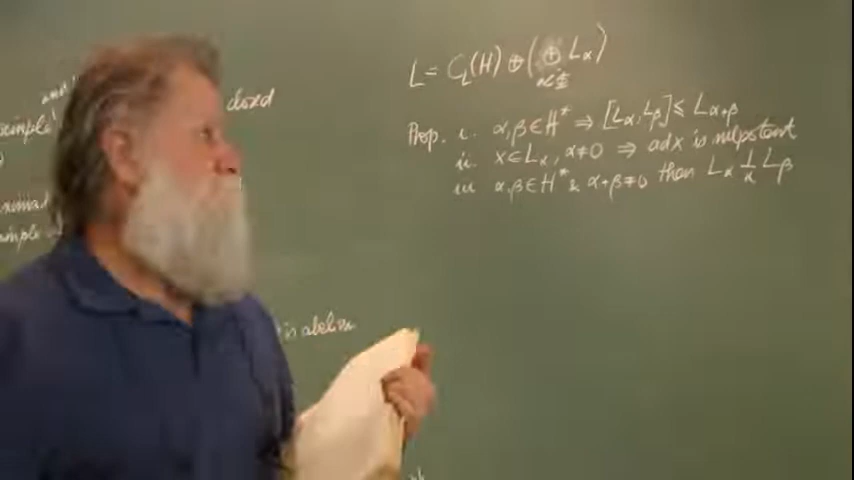 and
simple
closed
simple
is abelian
L = C_L(H) ⊕ (⊕_{α∈Φ} L_α)
Prop. i. α,β∈H* ⇒ [L_α,L_β] ≤ L_{α+β}
ii. x∈L_α, α≠0 ⇒ ad x is nilpotent
iii α,β∈H* & α+β≠0 then L_α ⊥_κ L_β